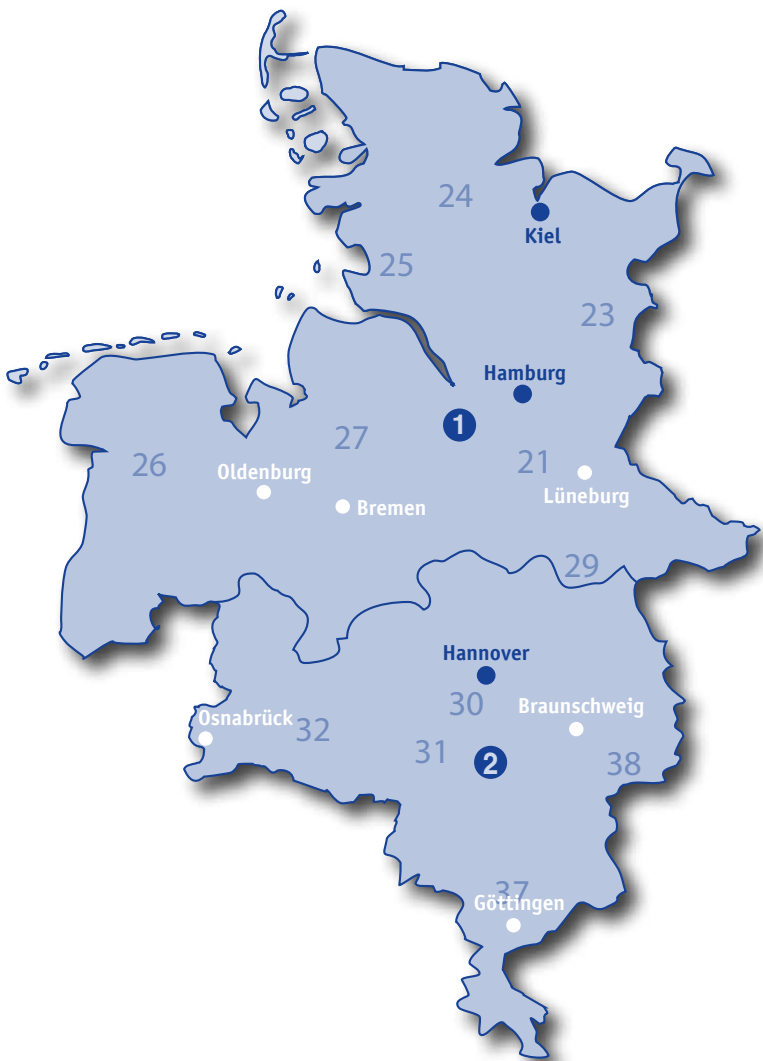 24
Kiel
25
23
Hamburg
1
27
26
21
Oldenburg
Lüneburg
Bremen
29
Hannover
30
Braunschweig
Osnabrück
32
31
2
38
37
Göttingen